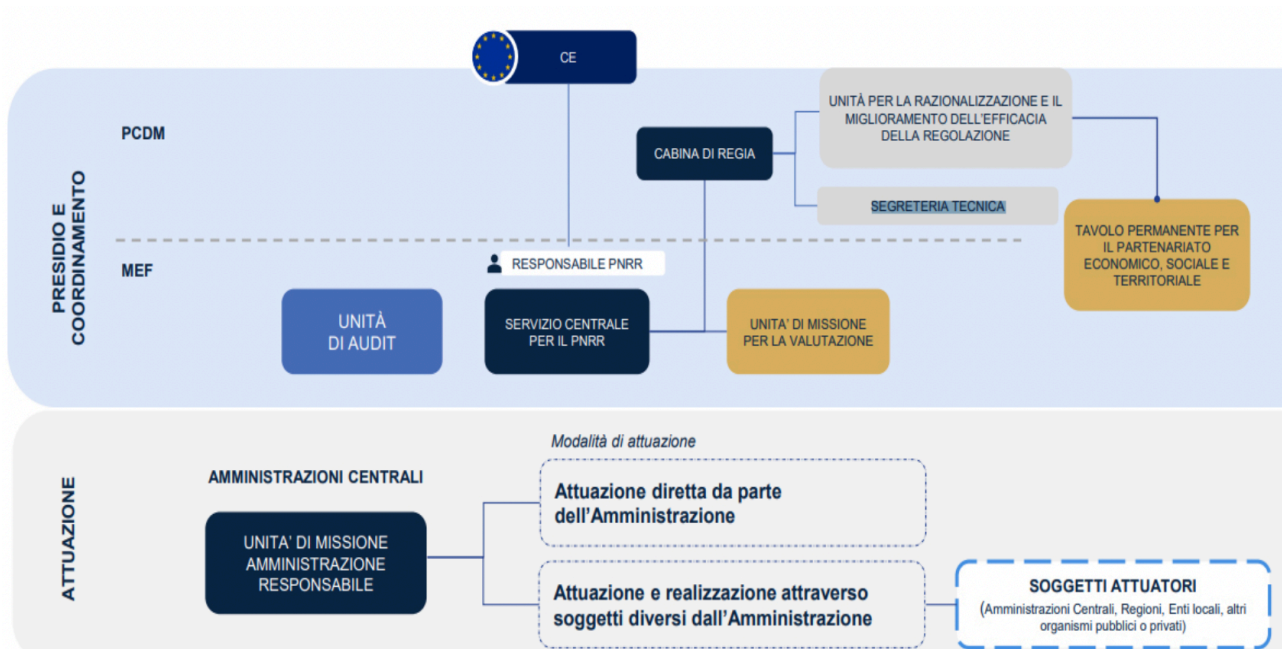 CE
PCDM
CABINA DI REGIA
UNITÀ PER LA RAZIONALIZZAZIONE E IL
MIGLIORAMENTO DELL'EFFICACIA
DELLA REGOLAZIONE
SEGRETERIA TECNICA
TAVOLO PERMANENTE PER
IL PARTENARIATO
ECONOMICO, SOCIALE E
TERRITORIALE
PRESIDIO E
COORDINAMENTO
MEF
RESPONSABILE PNRR
UNITÀ
DI AUDIT
SERVIZIO CENTRALE
PER IL PNRR
UNITA' DI MISSIONE
PER LA VALUTAZIONE
ATTUAZIONE
AMMINISTRAZIONI CENTRALI
UNITA' DI MISSIONE
AMMINISTRAZIONE
RESPONSABILE
Modalità di attuazione
Attuazione diretta da parte
dell'Amministrazione
Attuazione e realizzazione attraverso
soggetti diversi dall'Amministrazione
SOGGETTI ATTUATORI
(Amministrazioni Centrali, Regioni, Enti locali, altri
organismi pubblici o privati)